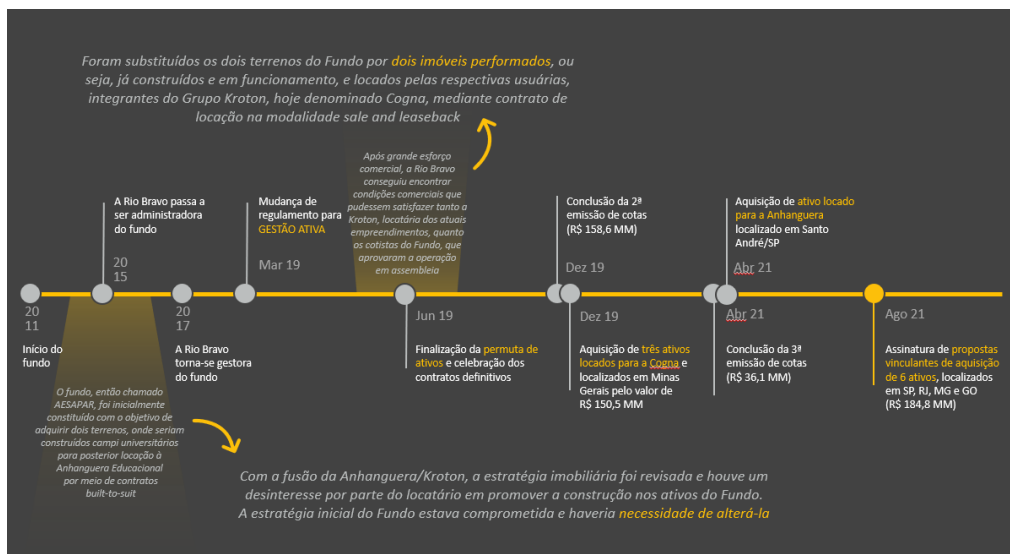 Foram substituídos os dois terrenos do Fundo por dois imóveis performados, ou
seja, já construídos e em funcionamento, e locados pelas respectivas usuárias,
integrantes do Grupo Kroton, hoje denominado Cogna, mediante contrato de
locação na modalidade sale and leaseback
Após grande esforço
comercial, a Rio Bravo
conseguiu encontrar
condições comerciais que
pudessem satisfazer tanto a
Kroton, locatária dos atuais
empreendimentos, quanto
os cotistas do Fundo, que
aprovaram a operação
em assembleia
A Rio Bravo passa a
ser administradora
do fundo
20
15
Mudança de
regulamento para
GESTÃO ATIVA
Mar 19
Conclusão da 2ª
emissão de cotas
(R$ 158,6 MM)
Dez 19
Aquisição de ativo locado
para a Anhanguera
localizado em Santo
André/SP
Abr 21
20
11
Início do
fundo
20
17
A Rio Bravo
torna-se gestora
do fundo
Jun 19
Finalização da permuta de
ativos e celebração dos
contratos definitivos
Dez 19
Aquisição de três ativos
locados para a Cogna e
localizados em Minas
Gerais pelo valor de
R$ 150,5 MM
Abr 21
Conclusão da 3ª
emissão de cotas
(R$ 36,1 MM)
Ago 21
Assinatura de propostas
vinculantes de aquisição
de 6 ativos, localizados
em SP, RJ, MG e GO
(R$ 184,8 MM)
O fundo, então chamado
AESAPAR, foi inicialmente
constituído com o objetivo de
adquirir dois terrenos, onde seriam
construídos campi universitários
para posterior locação à
Anhanguera Educacional
por meio de contratos
built-to-suit
Com a fusão da Anhanguera/Kroton, a estratégia imobiliária foi revisada e houve um
desinteresse por parte do locatário em promover a construção nos ativos do Fundo.
A estratégia inicial do Fundo estava comprometida e haveria necessidade de alterá-la